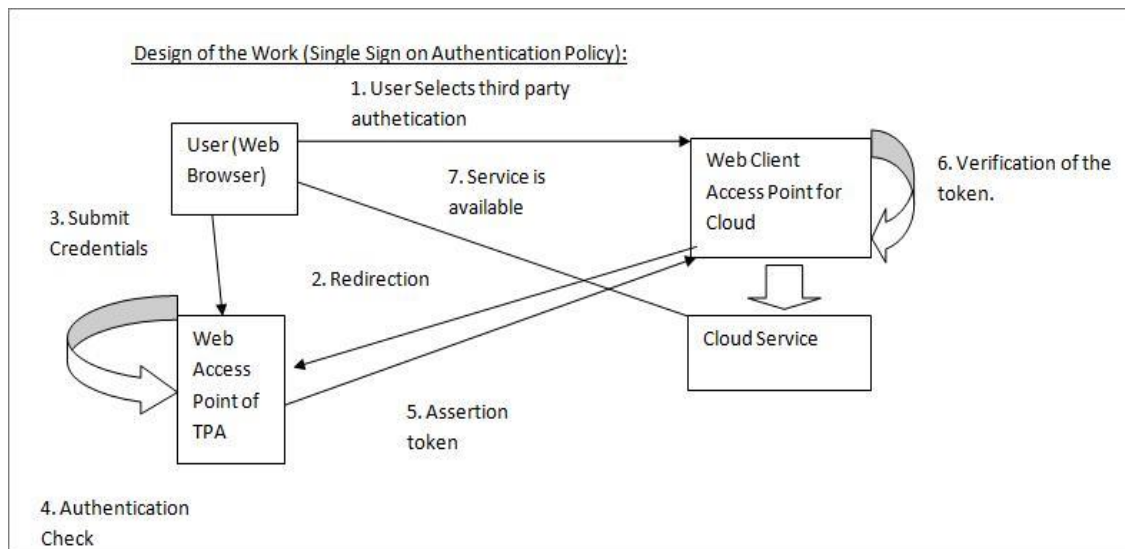 Design of the Work (Single Sign on Authentication Policy):
1. User Selects third party
authetication
User (Web
Browser)
Web Client
Access Point for
Cloud
6. Verification of the
token.
7. Service is
available
3. Submit
Credentials
2. Redirection
Web
Access
Point of
TPA
Cloud Service
5. Assertion
token
4. Authentication
Check